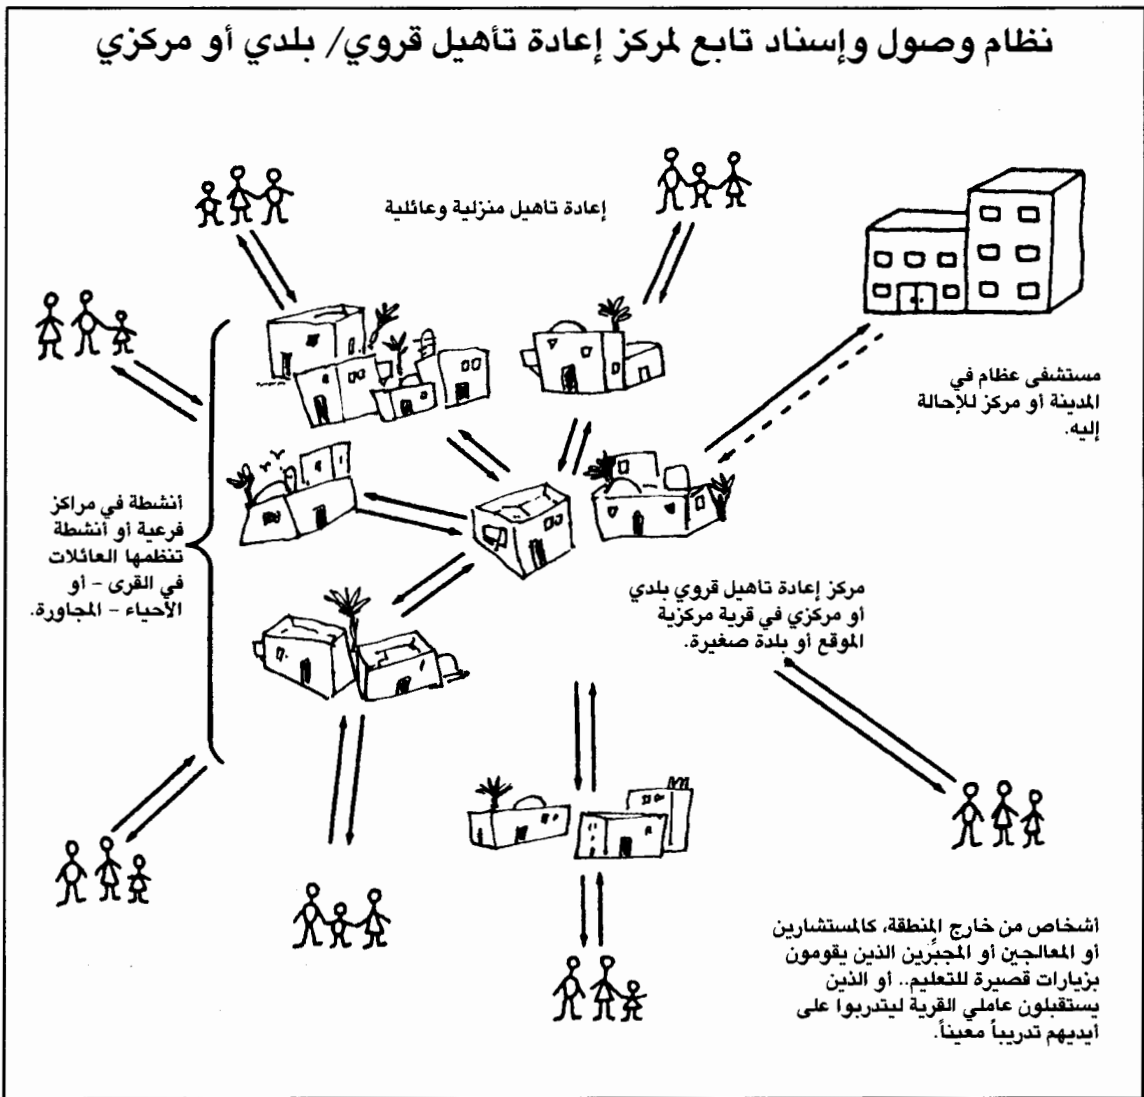 نظام وصول وإسناد تابع لمركز إعادة تأهيل قروي/ بلدي أو مركزي
إعادة تاهيل منزلية وعائلية
مستشفى عظام في
المدينة أو مركز للإحالة
إليه.
أنشطة في مراكز
فرعية أو أنشطة
تنظمها العائلات
في القرى – أو
الأحياء – المجاورة.
مركز إعادة تأهيل قروي بلدي
أو مركزي في قرية مركزية
الموقع أو بلدة صغيرة.
أشخاص من خارج المنطقة، كالمستشارين
أو المعالجين أو المجبِّرين الذين يقومون
بزيارات قصيرة للتعليم.. أو الذين
يستقبلون عاملي القرية ليتدربوا على
أيديهم تدريباً معيناً.